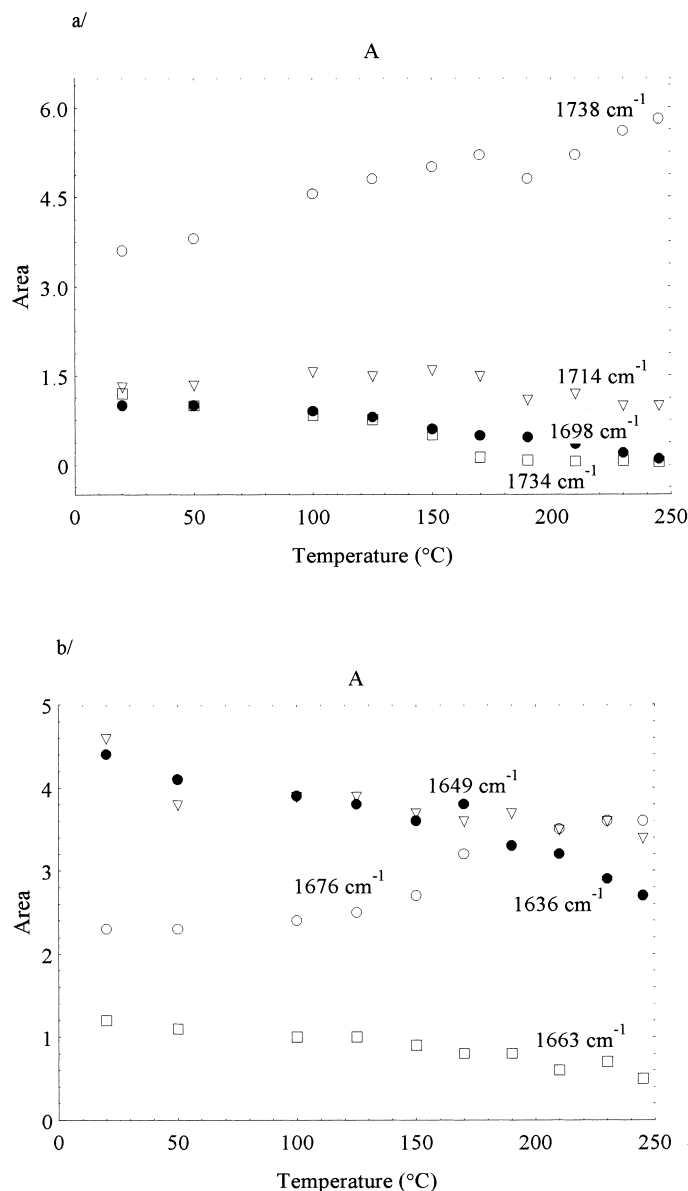 a/
A
1738 cm⁻¹
6.0
4.5
3.0
1.5
0
Area
1714 cm⁻¹
1698 cm⁻¹
1734 cm⁻¹
0 50 100 150 200 250
Temperature (°C)
b/
A
5
4
3
2
1
0
Area
1649 cm⁻¹
1676 cm⁻¹
1636 cm⁻¹
1663 cm⁻¹
0 50 100 150 200 250
Temperature (°C)